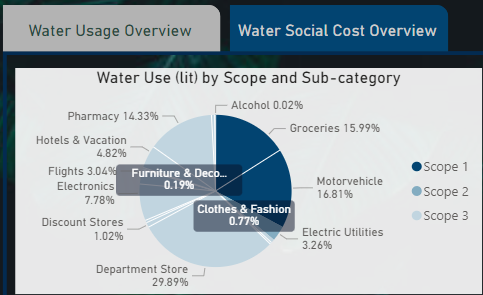 Water Usage Overview
Water Social Cost Overview
Water Use (lit) by Scope and Sub-category
Alcohol 0.02%
Pharmacy 14.33%
Groceries 15.99%
Hotels & Vacation
4.82%
Flights 3.04%
Furniture & Deco...
0.19%
Electronics
7.78%
Motorvehicle
16.81%
Clothes & Fashion
0.77%
Discount Stores
1.02%
Electric Utilities
3.26%
Department Store
29.89%
Scope 1
Scope 2
Scope 3